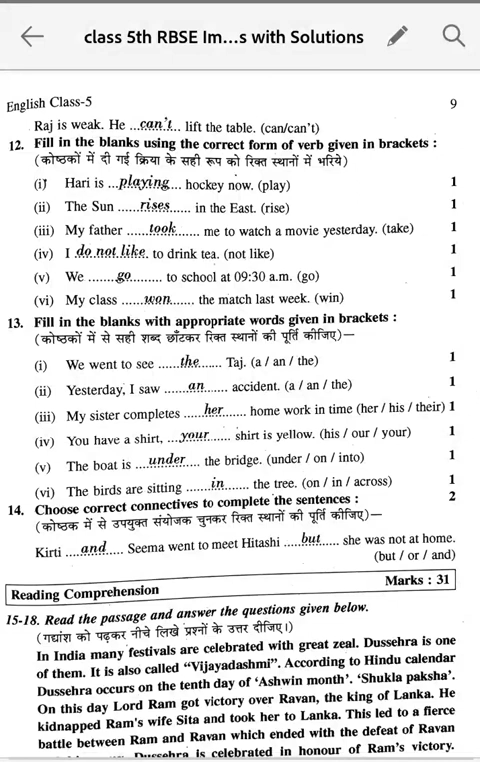 class 5th RBSE Im...s with Solutions
English Class-5
9
Raj is weak. He ...can't... lift the table. (can/can't)
12. Fill in the blanks using the correct form of verb given in brackets :
(कोष्ठकों में दी गई क्रिया के सही रूप को रिक्त स्थानों में भरिये)
(i) Hari is ...playing... hockey now. (play) 1
(ii) The Sun .....rises...... in the East. (rise) 1
(iii) My father ......took....... me to watch a movie yesterday. (take) 1
(iv) I do not like. to drink tea. (not like) 1
(v) We ........go......... to school at 09:30 a.m. (go) 1
(vi) My class ......won....... the match last week. (win) 1
13. Fill in the blanks with appropriate words given in brackets :
(कोष्ठकों में से सही शब्द छाँटकर रिक्त स्थानों की पूर्ति कीजिए)—
(i) We went to see ......the....... Taj. (a / an / the) 1
(ii) Yesterday, I saw .......an....... accident. (a / an / the) 1
(iii) My sister completes .....her....... home work in time (her / his / their) 1
(iv) You have a shirt, ...your...... shirt is yellow. (his / our / your) 1
(v) The boat is ...under.... the bridge. (under / on / into) 1
(vi) The birds are sitting .........in......... the tree. (on / in / across) 1
14. Choose correct connectives to complete the sentences : 2
(कोष्ठक में से उपयुक्त संयोजक चुनकर रिक्त स्थानों की पूर्ति कीजिए)—
Kirti ....and..... Seema went to meet Hitashi .....but..... she was not at home.
(but / or / and)
Reading Comprehension Marks : 31
15-18. Read the passage and answer the questions given below.
(गद्यांश को पढ़कर नीचे लिखे प्रश्नों के उत्तर दीजिए।)
In India many festivals are celebrated with great zeal. Dussehra is one
of them. It is also called “Vijayadashmi”. According to Hindu calendar
Dussehra occurs on the tenth day of ‘Ashwin month’. ‘Shukla paksha’.
On this day Lord Ram got victory over Ravan, the king of Lanka. He
kidnapped Ram's wife Sita and took her to Lanka. This led to a fierce
battle between Ram and Ravan which ended with the defeat of Ravan
Dussehra is celebrated in honour of Ram's victory.